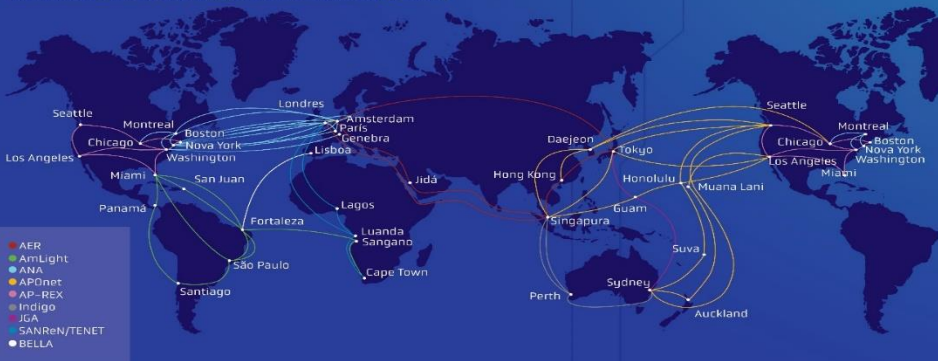 Seattle
Montreal
Boston
Chicago
Nova York
Washington
Los Angeles
Miami
San Juan
Panamá
Fortaleza
São Paulo
Santiago
Londres
Amsterdam
París
Genebra
Lisboa
Jidá
Lagos
Luanda
Sangano
Cape Town
Daejeon
Tokyo
Hong Kong
Honolulu
Muana Lani
Singapura
Guam
Suva
Perth
Sydney
Auckland
Seattle
Montreal
Chicago
Boston
Nova York
Los Angeles
Washington
Miami
AER
AmLight
ANA
APOnet
AP-REX
Indigo
JGA
SANReN/TENET
BELLA